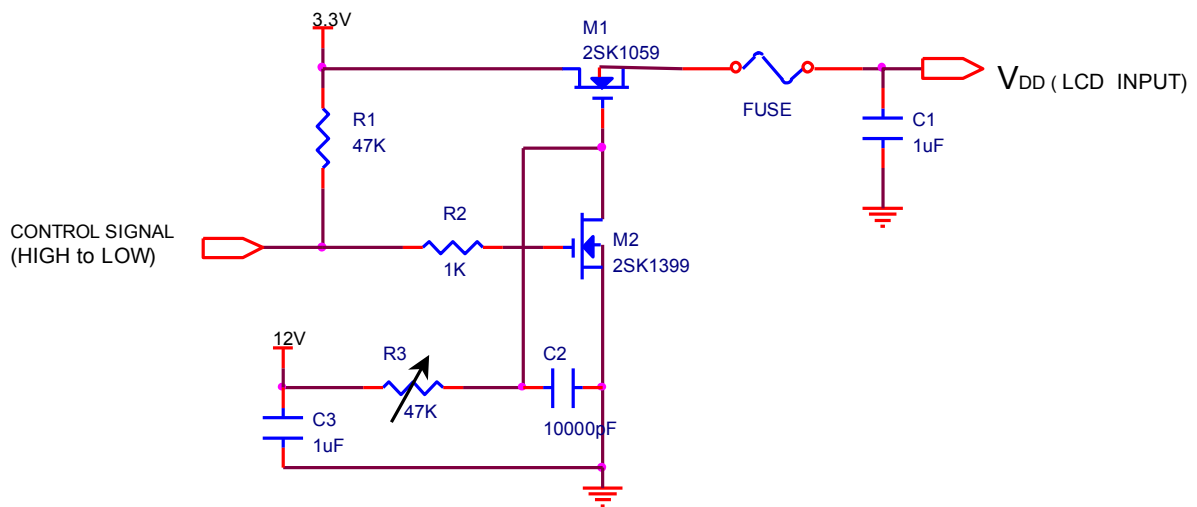 3.3V
M1
2SK1059
FUSE
VDD ( LCD INPUT)
R1
47K
C1
1uF
CONTROL SIGNAL
(HIGH to LOW)
R2
1K
M2
2SK1399
12V
R3
47K
C2
10000pF
C3
1uF